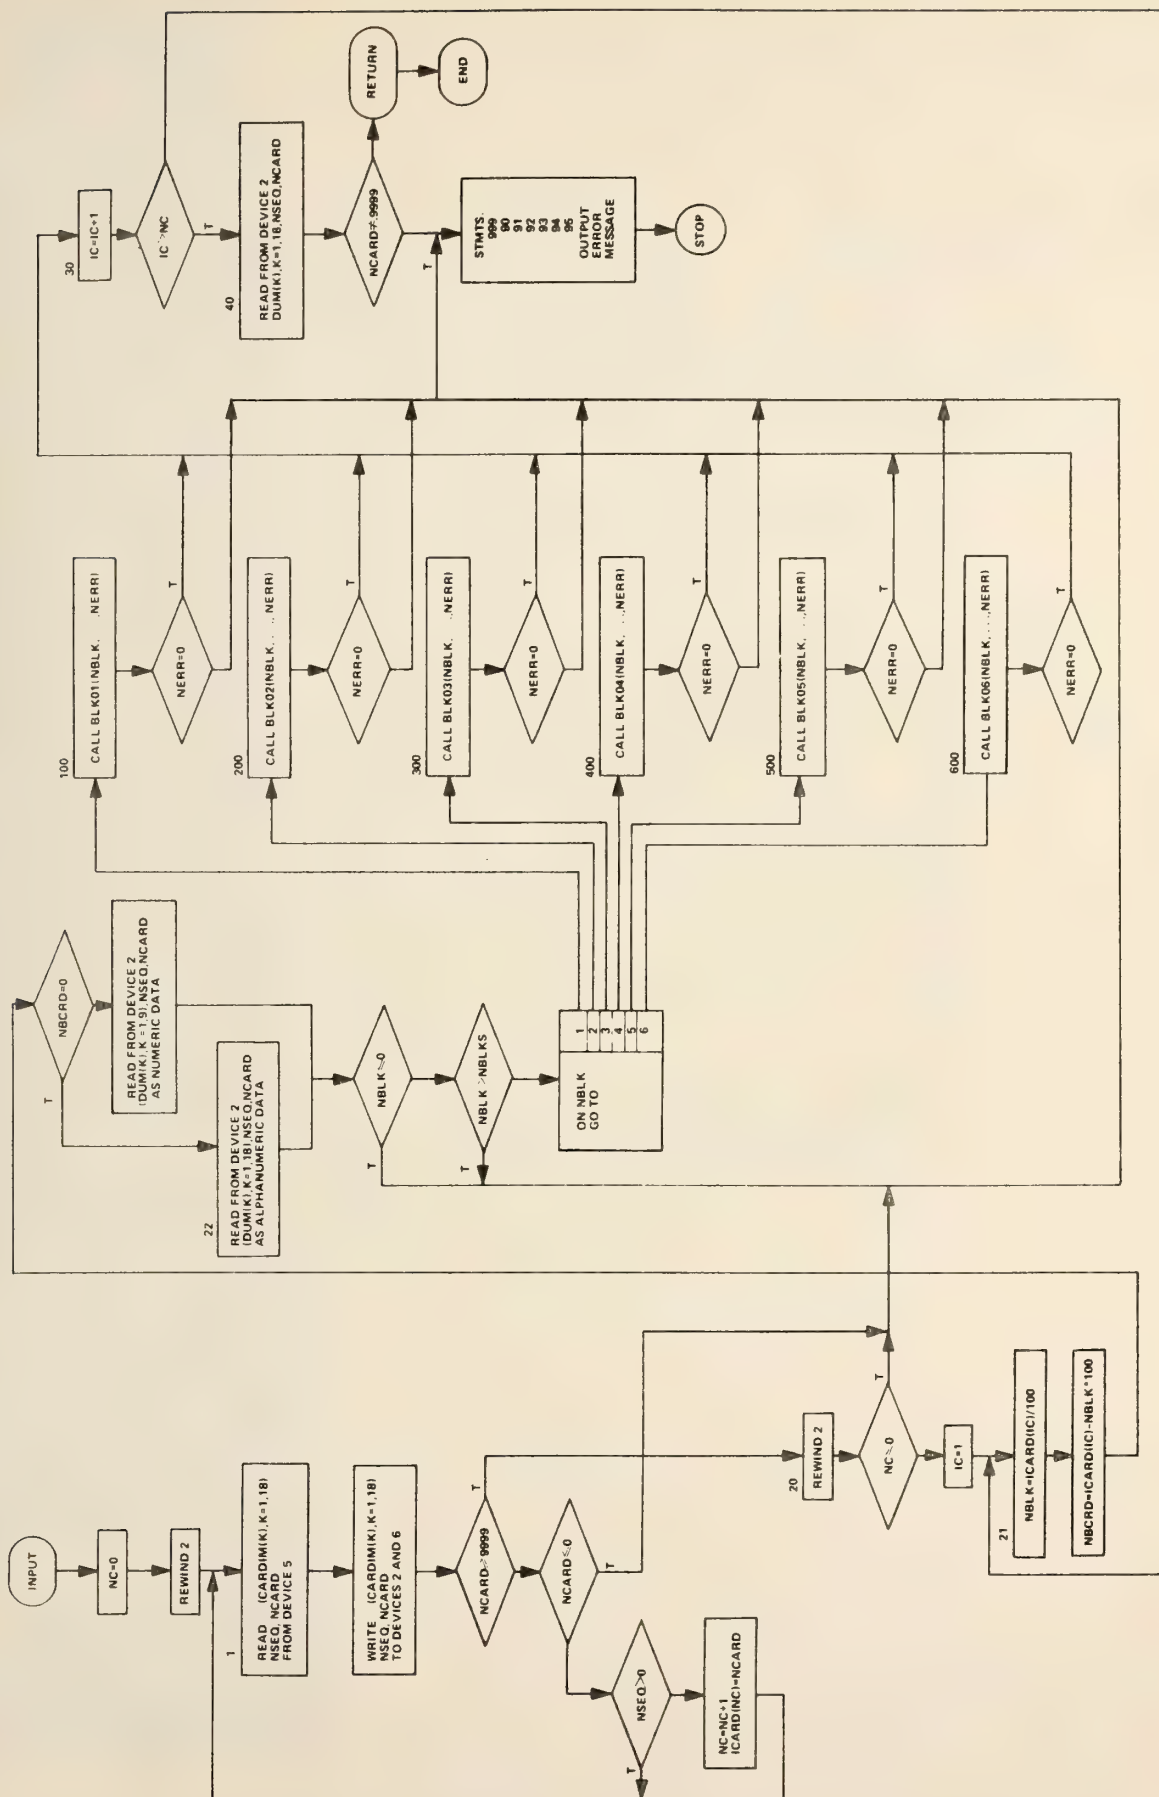 INPUT
NC=0
REWIND 2
1
READ (CARDIM(K),K=1,18)
NSEQ, NCARD
FROM DEVICE 5
WRITE (CARDIM(K),K=1,18)
NSEQ, NCARD
TO DEVICES 2 AND 6
T
NCARD>9999
NCARD≤0
T
NSEQ>0
T
NC=NC+1
ICARD(NC)=NCARD
20
REWIND 2
NC≤0
T
IC=1
21
NBLK=ICARD(IC)/100
NBCRD=ICARD(IC)-NBLK*100
NBCRD=0
T
READ FROM DEVICE 2
(DUM(K),K=1,9),NSEQ,NCARD
AS NUMERIC DATA
22
READ FROM DEVICE 2
(DUM(K),K=1,18),NSEQ,NCARD
AS ALPHANUMERIC DATA
NBLK≤0
T
NBLK>NBLKS
T
ON NBLK
GO TO
1
2
3
4
5
6
100
CALL BLK01(NBLK. . .,NERR)
NERR=0
T
200
CALL BLK02(NBLK. . .,NERR)
NERR=0
T
300
CALL BLK03(NBLK. . .,NERR)
NERR=0
T
400
CALL BLK04(NBLK. . .,NERR)
NERR=0
T
500
CALL BLK05(NBLK. . .,NERR)
NERR=0
T
600
CALL BLK06(NBLK. . .,NERR)
NERR=0
T
30
IC=IC+1
IC>NC
T
40
READ FROM DEVICE 2
DUM(K),K=1,18,NSEQ,NCARD
NCARD≠9999
T
RETURN
END
STMTS.
999
90
91
92
93
94
95
OUTPUT
ERROR
MESSAGE
STOP